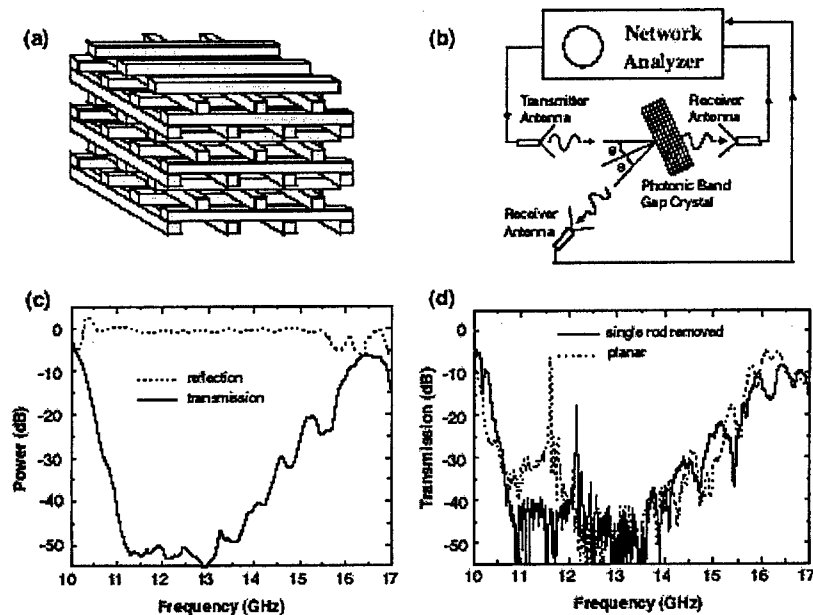 (a)
(b)
Network
Analyzer
Transmitter
Antenna
Receiver
Antenna
θ
θ
Photonic Band
Gap Crystal
Receiver
Antenna
(c)
0
-10
-20
-30
-40
-50
Power (dB)
reflection
transmission
10 11 12 13 14 15 16 17
Frequency (GHz)
(d)
0
-10
-20
-30
-40
-50
Transmission (dB)
single rod removed
planar
10 11 12 13 14 15 16 17
Frequency (GHz)